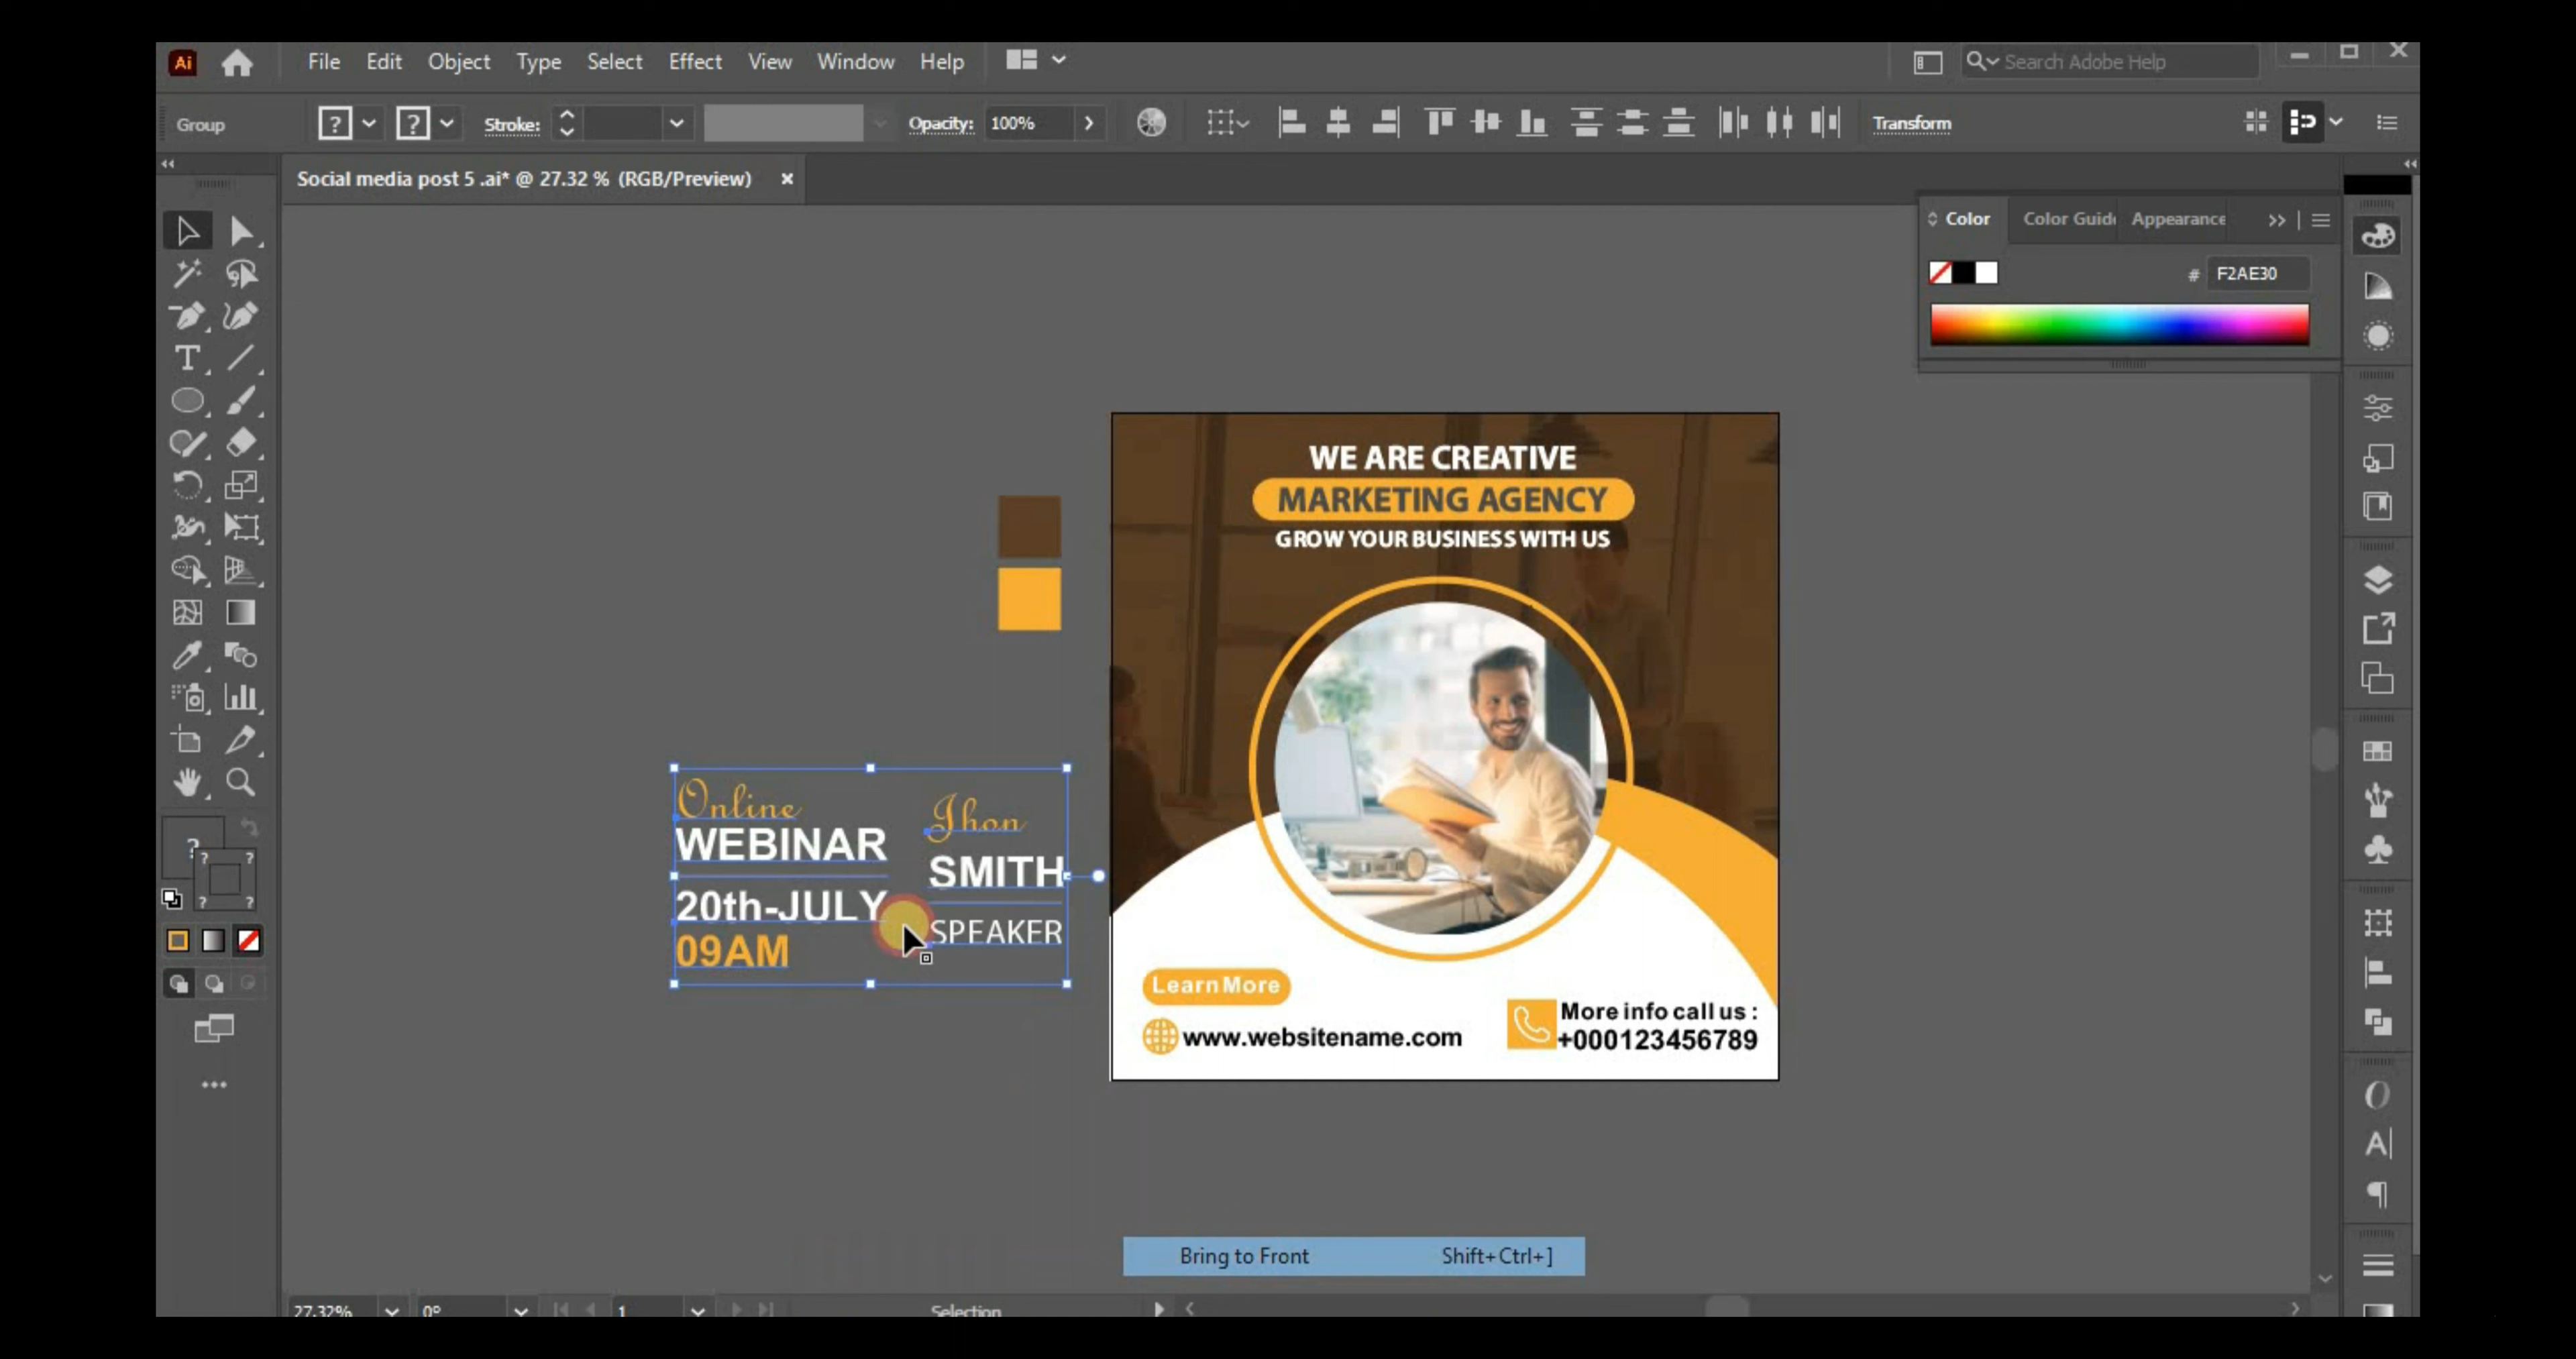 Ai File Edit Object Type Select Effect View Window Help Search Adobe Help
Group ? ? Stroke: Opacity: 100% Transform
Social media post 5 .ai* @ 27.32 % (RGB/Preview) ×
Color Color Guid Appearance
# F2AE30
WE ARE CREATIVE
MARKETING AGENCY
GROW YOUR BUSINESS WITH US
Online
WEBINAR
20th-JULY
09AM
Jhon
SMITH
SPEAKER
Learn More
www.websitename.com
More info call us :
+000123456789
Bring to Front Shift+Ctrl+]
27.32% 0° 1 Selection